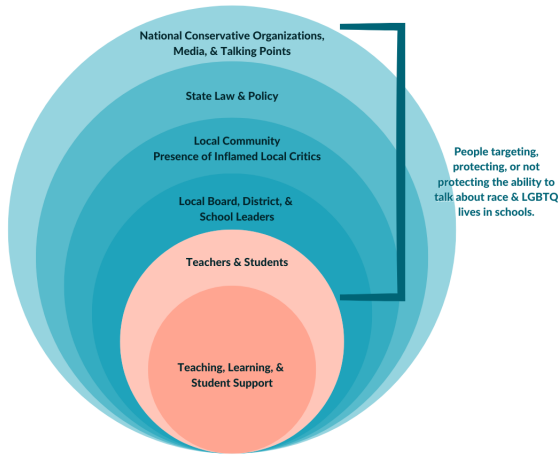 National Conservative Organizations,
Media, & Talking Points
State Law & Policy
Local Community
Presence of Inflamed Local Critics
Local Board, District, &
School Leaders
Teachers & Students
Teaching, Learning, &
Student Support
People targeting,
protecting, or not
protecting the ability to
talk about race & LGBTQ
lives in schools.